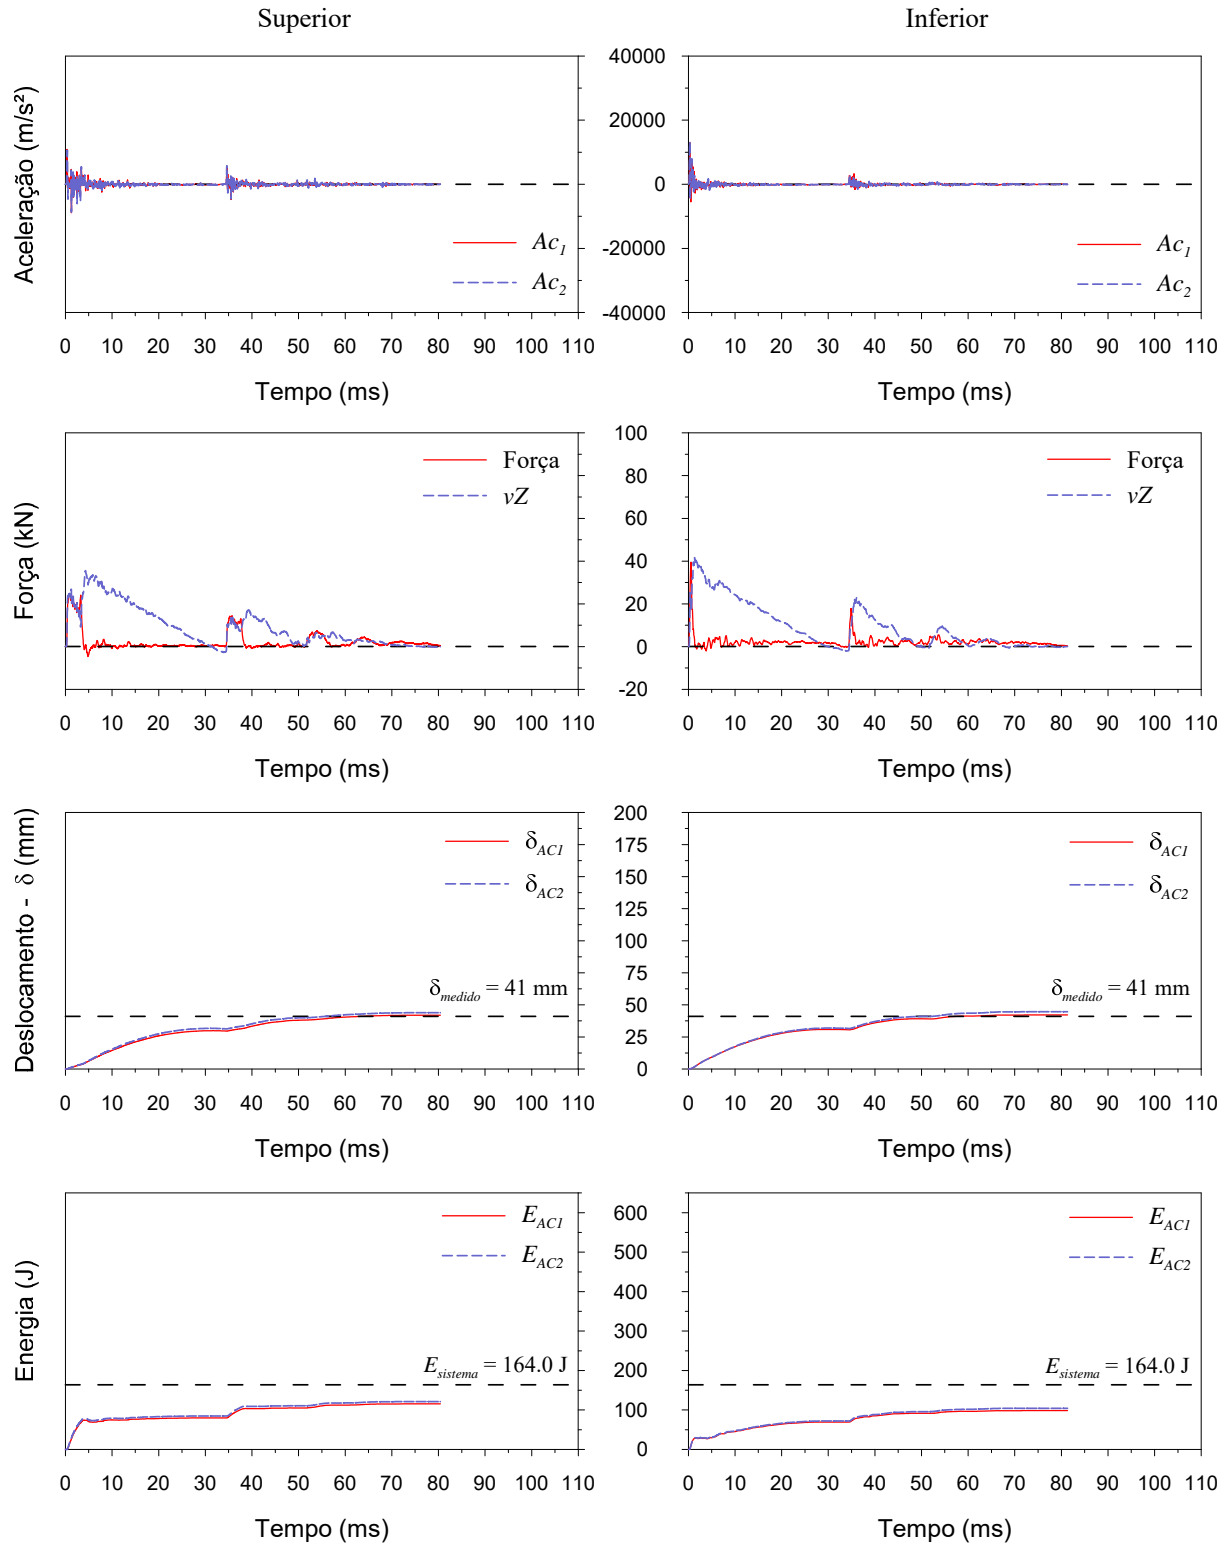 Superior
Inferior
Aceleração (m/s²)
40000
20000
0
-20000
-40000
Ac1
Ac2
Ac1
Ac2
0 10 20 30 40 50 60 70 80 90 100 110
0 10 20 30 40 50 60 70 80 90 100 110
Tempo (ms)
Tempo (ms)
Força (kN)
100
80
60
40
20
0
-20
Força
vZ
Força
vZ
0 10 20 30 40 50 60 70 80 90 100 110
0 10 20 30 40 50 60 70 80 90 100 110
Tempo (ms)
Tempo (ms)
Deslocamento - δ (mm)
200
175
150
125
100
75
50
25
0
δAC1
δAC2
δmedido = 41 mm
δAC1
δAC2
δmedido = 41 mm
0 10 20 30 40 50 60 70 80 90 100 110
0 10 20 30 40 50 60 70 80 90 100 110
Tempo (ms)
Tempo (ms)
Energia (J)
600
550
500
450
400
350
300
250
200
150
100
50
0
EAC1
EAC2
Esistema = 164.0 J
EAC1
EAC2
Esistema = 164.0 J
0 10 20 30 40 50 60 70 80 90 100 110
0 10 20 30 40 50 60 70 80 90 100 110
Tempo (ms)
Tempo (ms)